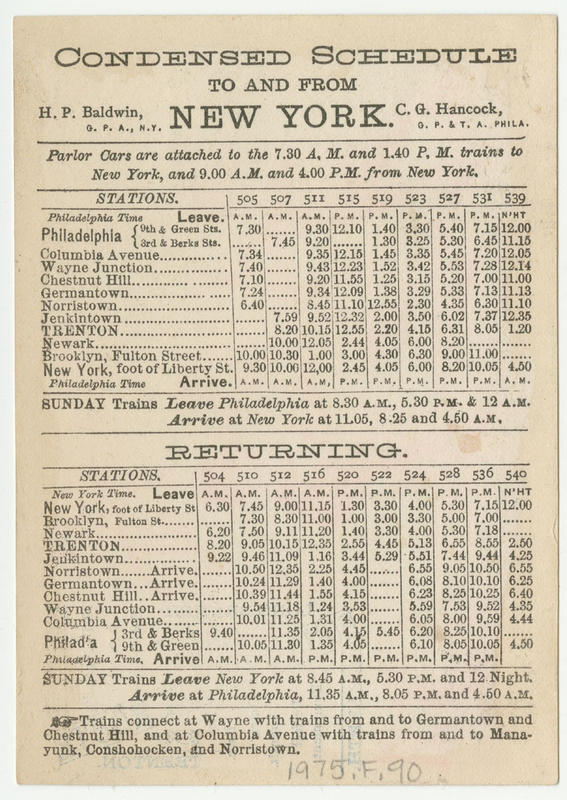 CONDENSED SCHEDULE
TO AND FROM
H. P. Baldwin, NEW YORK. C. G. Hancock,
G. P. A., N.Y. G. P. & T. A. PHILA.
Parlor Cars are attached to the 7.30 A. M. and 1.40 P. M. trains to
New York, and 9.00 A.M. and 4.00 P.M. from New York.
STATIONS. 505 507 511 515 519 523 527 531 539
Philadelphia Time Leave. A.M. A.M. A.M. P.M. P.M. P.M. P.M. P.M. N'HT
Philadelphia { 9th & Green Sts. 7.30 ...... 9.30 12.10 1.40 3.30 5.40 7.15 12.00
3rd & Berks Sts. ...... 7.45 9.20 ...... 1.30 3.25 5.30 6.45 11.15
Columbia Avenue 7.34 ...... 9.35 12.15 1.45 3.35 5.45 7.20 12.05
Wayne Junction 7.40 ...... 9.43 12.23 1.52 3.42 5.53 7.28 12.14
Chestnut Hill 7.10 ...... 9.20 11.55 1.25 3.15 5.20 7.00 11.00
Germantown 7.24 ...... 9.34 12.09 1.38 3.29 5.33 7.13 11.13
Norristown 6.40 ...... 8.45 11.10 12.55 2.30 4.35 6.30 11.10
Jenkintown ...... 7.59 9.52 12.32 2.00 3.50 6.02 7.37 12.35
TRENTON ...... 8.20 10.15 12.55 2.20 4.15 6.31 8.05 1.20
Newark ...... 10.00 12.05 2.44 4.05 6.00 8.20 ...... ......
Brooklyn, Fulton Street 10.00 10.30 1.00 3.00 4.30 6.30 9.00 11.00 ......
New York, foot of Liberty St. 9.30 10.00 12,00 2.45 4.05 6.00 8.20 10.05 4.50
Philadelphia Time Arrive. A.M. A.M. A.M, P.M. P.M. P.M. P.M. P.M. A.M.
SUNDAY Trains Leave Philadelphia at 8.30 A.M., 5.30 P.M. & 12 A.M.
Arrive at New York at 11.05, 8.25 and 4.50 A.M,
RETURNING.
STATIONS. 504 510 512 516 520 522 524 528 536 540
New York Time. Leave A.M. A.M. A.M. A.M. P.M. P.M. P.M. P.M. P.M. N'HT
New York, foot of Liberty St 6.30 7.45 9.00 11.15 1.30 3.30 4.00 5.30 7.15 12.00
Brooklyn, Fulton St. ...... 7.30 8.30 11.00 1.00 3.00 3.30 5.00 7.00 ......
Newark 6.20 7.50 9.11 11.20 1.40 3.30 4.00 5.30 7.18 ......
TRENTON 8.20 9.05 10.15 12.35 2.55 4.45 5.13 6.55 8.55 2.50
Jenkintown 9.22 9.46 11.09 1.16 3.44 5.29 5.51 7.44 9.44 4.25
Norristown Arrive. ...... 10.50 12.35 2.25 4.45 ...... 6.55 9.05 10.50 6.55
Germantown Arrive. ...... 10.24 11.29 1.40 4.00 ...... 6.08 8.10 10.10 6.25
Chestnut Hill Arrive. ...... 10.39 11.44 1.55 4.15 ...... 6.23 8.25 10.25 6.40
Wayne Junction ...... 9.54 11.18 1.24 3.53 ...... 5.59 7.53 9.52 4.35
Columbia Avenue ...... 10.01 11.25 1.31 4.00 ...... 6.05 8.00 9.59 4.44
Philad'a { 3rd & Berks 9.40 ...... 11.35 2.05 4.15 5.45 6.20 8.25 10.10 ......
9th & Green ...... 10.05 11.30 1.35 4.05 ...... 6.10 8.05 10.05 4.50
Philadelphia Time. Arrive A.M. A.M. A.M. P.M. P.M. P.M. P.M. P.M. P.M.
SUNDAY Trains Leave New York at 8.45 A.M., 5.30 P.M. and 12 Night.
Arrive at Philadelphia, 11.35 A.M., 8.05 P.M. and 4.50 A.M.
☞Trains connect at Wayne with trains from and to Germantown and
Chestnut Hill, and at Columbia Avenue with trains from and to Mana-
yunk, Conshohocken, and Norristown.
1975.F.90